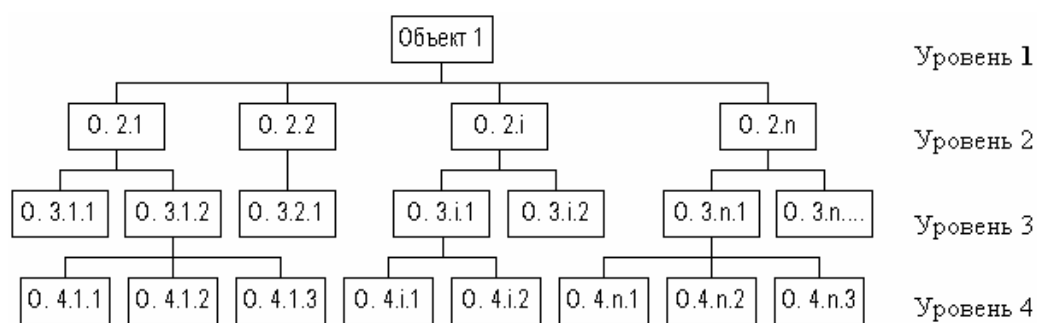 Объект 1
Уровень 1
О. 2.1 О. 2.2 О. 2.i О. 2.n
Уровень 2
О. 3.1.1 О. 3.1.2 О. 3.2.1 О. 3.i.1 О. 3.i.2 О. 3.n.1 О. 3.n....
Уровень 3
О. 4.1.1 О. 4.1.2 О. 4.1.3 О. 4.i.1 О. 4.i.2 О. 4.n.1 О.4.n.2 О. 4.n.3
Уровень 4